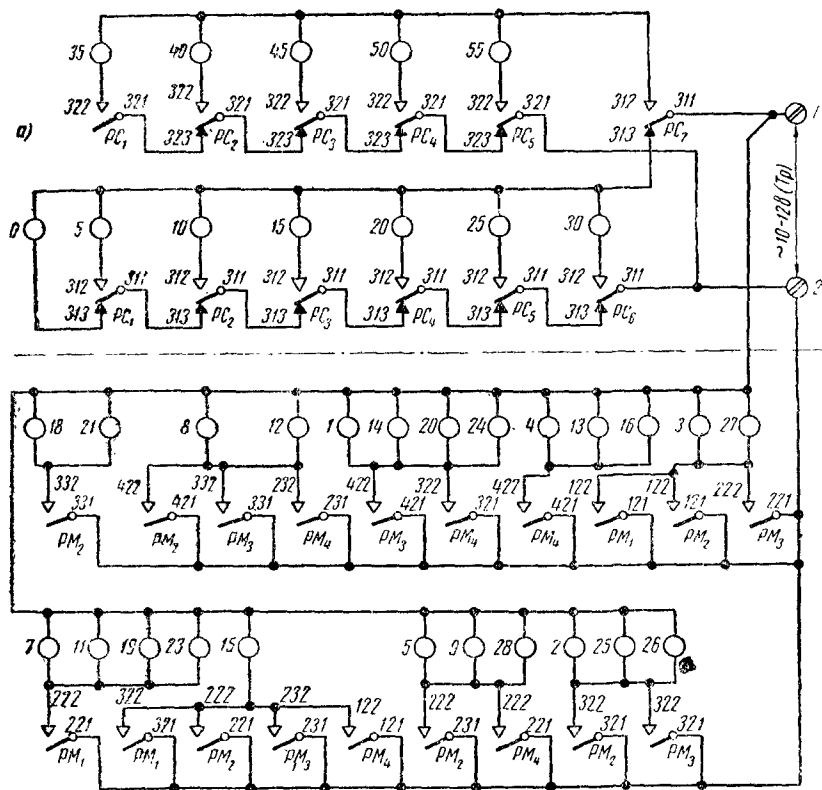 35 40 45 50 55
322 321 322 321 322 321 322 321 322 321 312 311 1
а) 323 323 323 323 313
РС₁ РС₂ РС₃ РС₄ РС₅ РС₇
~10-12В (Тр)
0 5 10 15 20 25 30
312 311 312 311 312 311 312 311 312 311 312 311 2
313 313 313 313 313 313
РС₁ РС₂ РС₃ РС₄ РС₅ РС₆
18 21 8 12 1 14 20 24 4 13 16 3 27
332 422 332 232 422 322 422 122 122 222
331 421 331 231 421 321 421 121 121 221
РМ₂ РМ₂ РМ₃ РМ₄ РМ₃ РМ₄ РМ₄ РМ₁ РМ₂ РМ₃
7 11 19 23 15 5 9 28 2 25 26
222 322 222 232 122 222 222 322 322
221 321 221 231 121 231 221 321 321
РМ₁ РМ₁ РМ₂ РМ₃ РМ₄ РМ₂ РМ₄ РМ₂ РМ₃